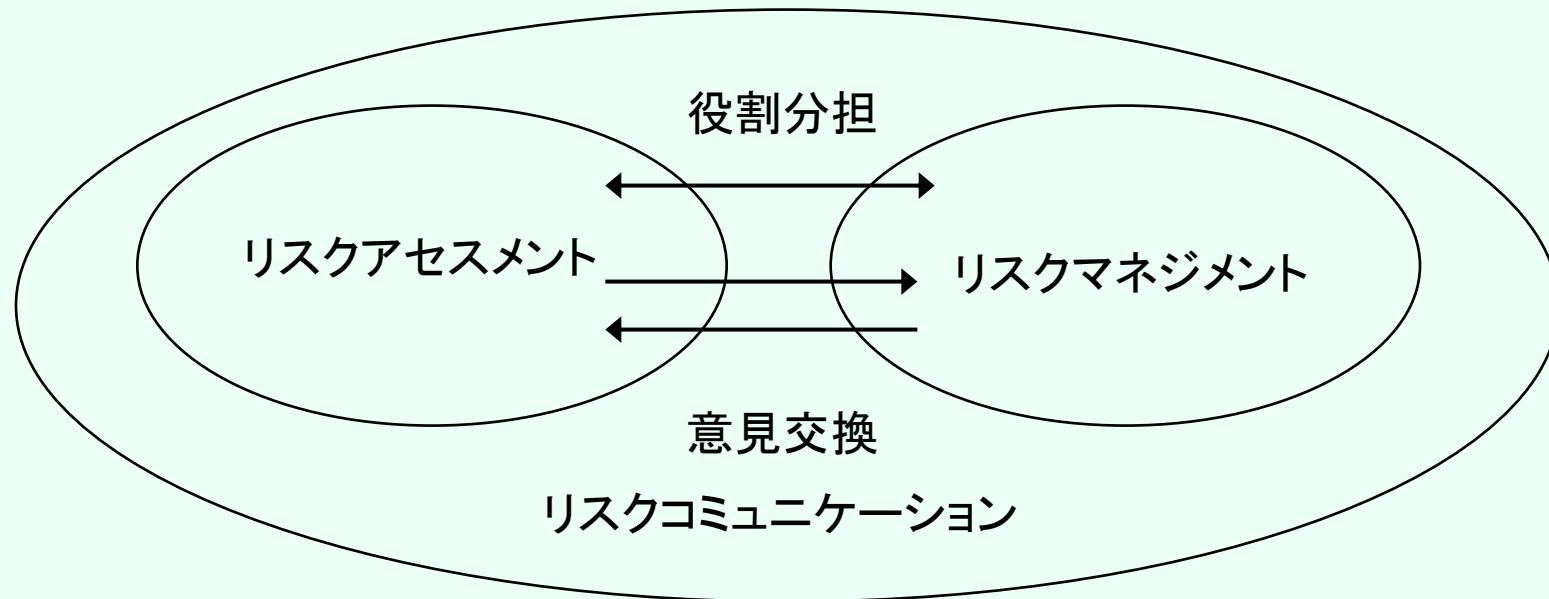 役割分担
リスクアセスメント
リスクマネジメント
意見交換
リスクコミュニケーション